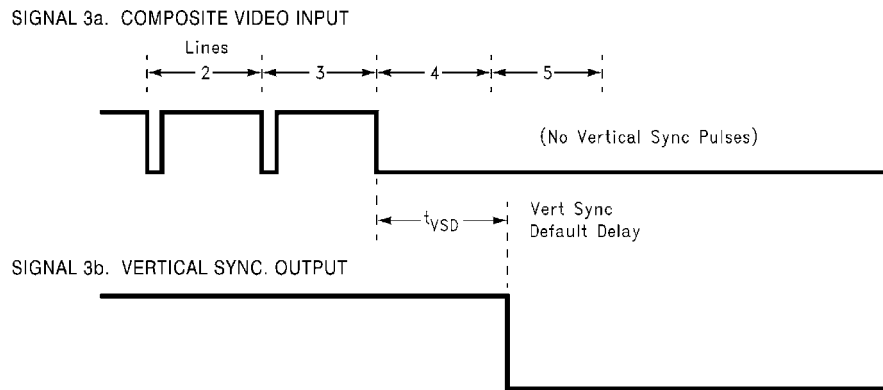 SIGNAL 3a. COMPOSITE VIDEO INPUT
Lines
2 3 4 5
(No Vertical Sync Pulses)
tVSD
Vert Sync
Default Delay
SIGNAL 3b. VERTICAL SYNC. OUTPUT